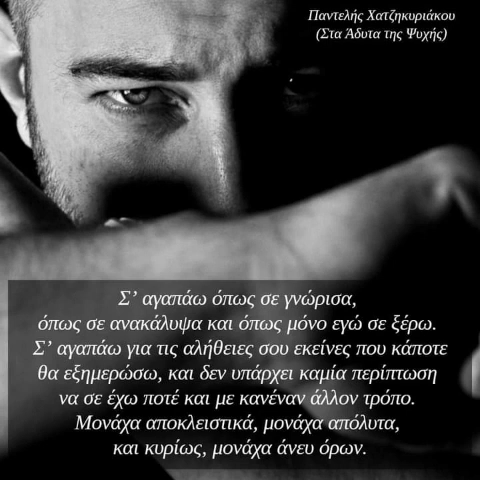 Παντελής Χατζηκυριάκου
(Στα Άδυτα της Ψυχής)
Σ’ αγαπάω όπως σε γνώρισα,
όπως σε ανακάλυψα και όπως μόνο εγώ σε ξέρω.
Σ’ αγαπάω για τις αλήθειες σου εκείνες που κάποτε
θα εξημερώσω, και δεν υπάρχει καμία περίπτωση
να σε έχω ποτέ και με κανέναν άλλον τρόπο.
Μονάχα αποκλειστικά, μονάχα απόλυτα,
και κυρίως, μονάχα άνευ όρων.